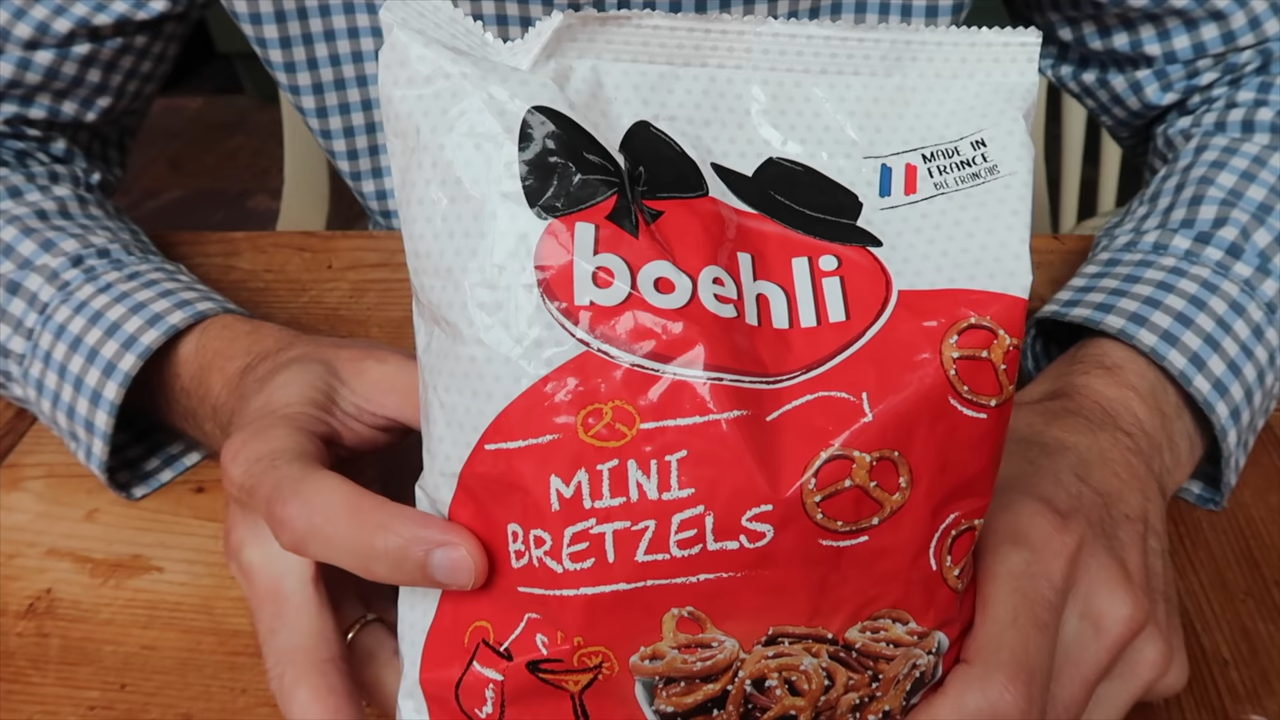 MADE IN
FRANCE
BLÉ FRANÇAIS
boehli
MINI
BRETZELS